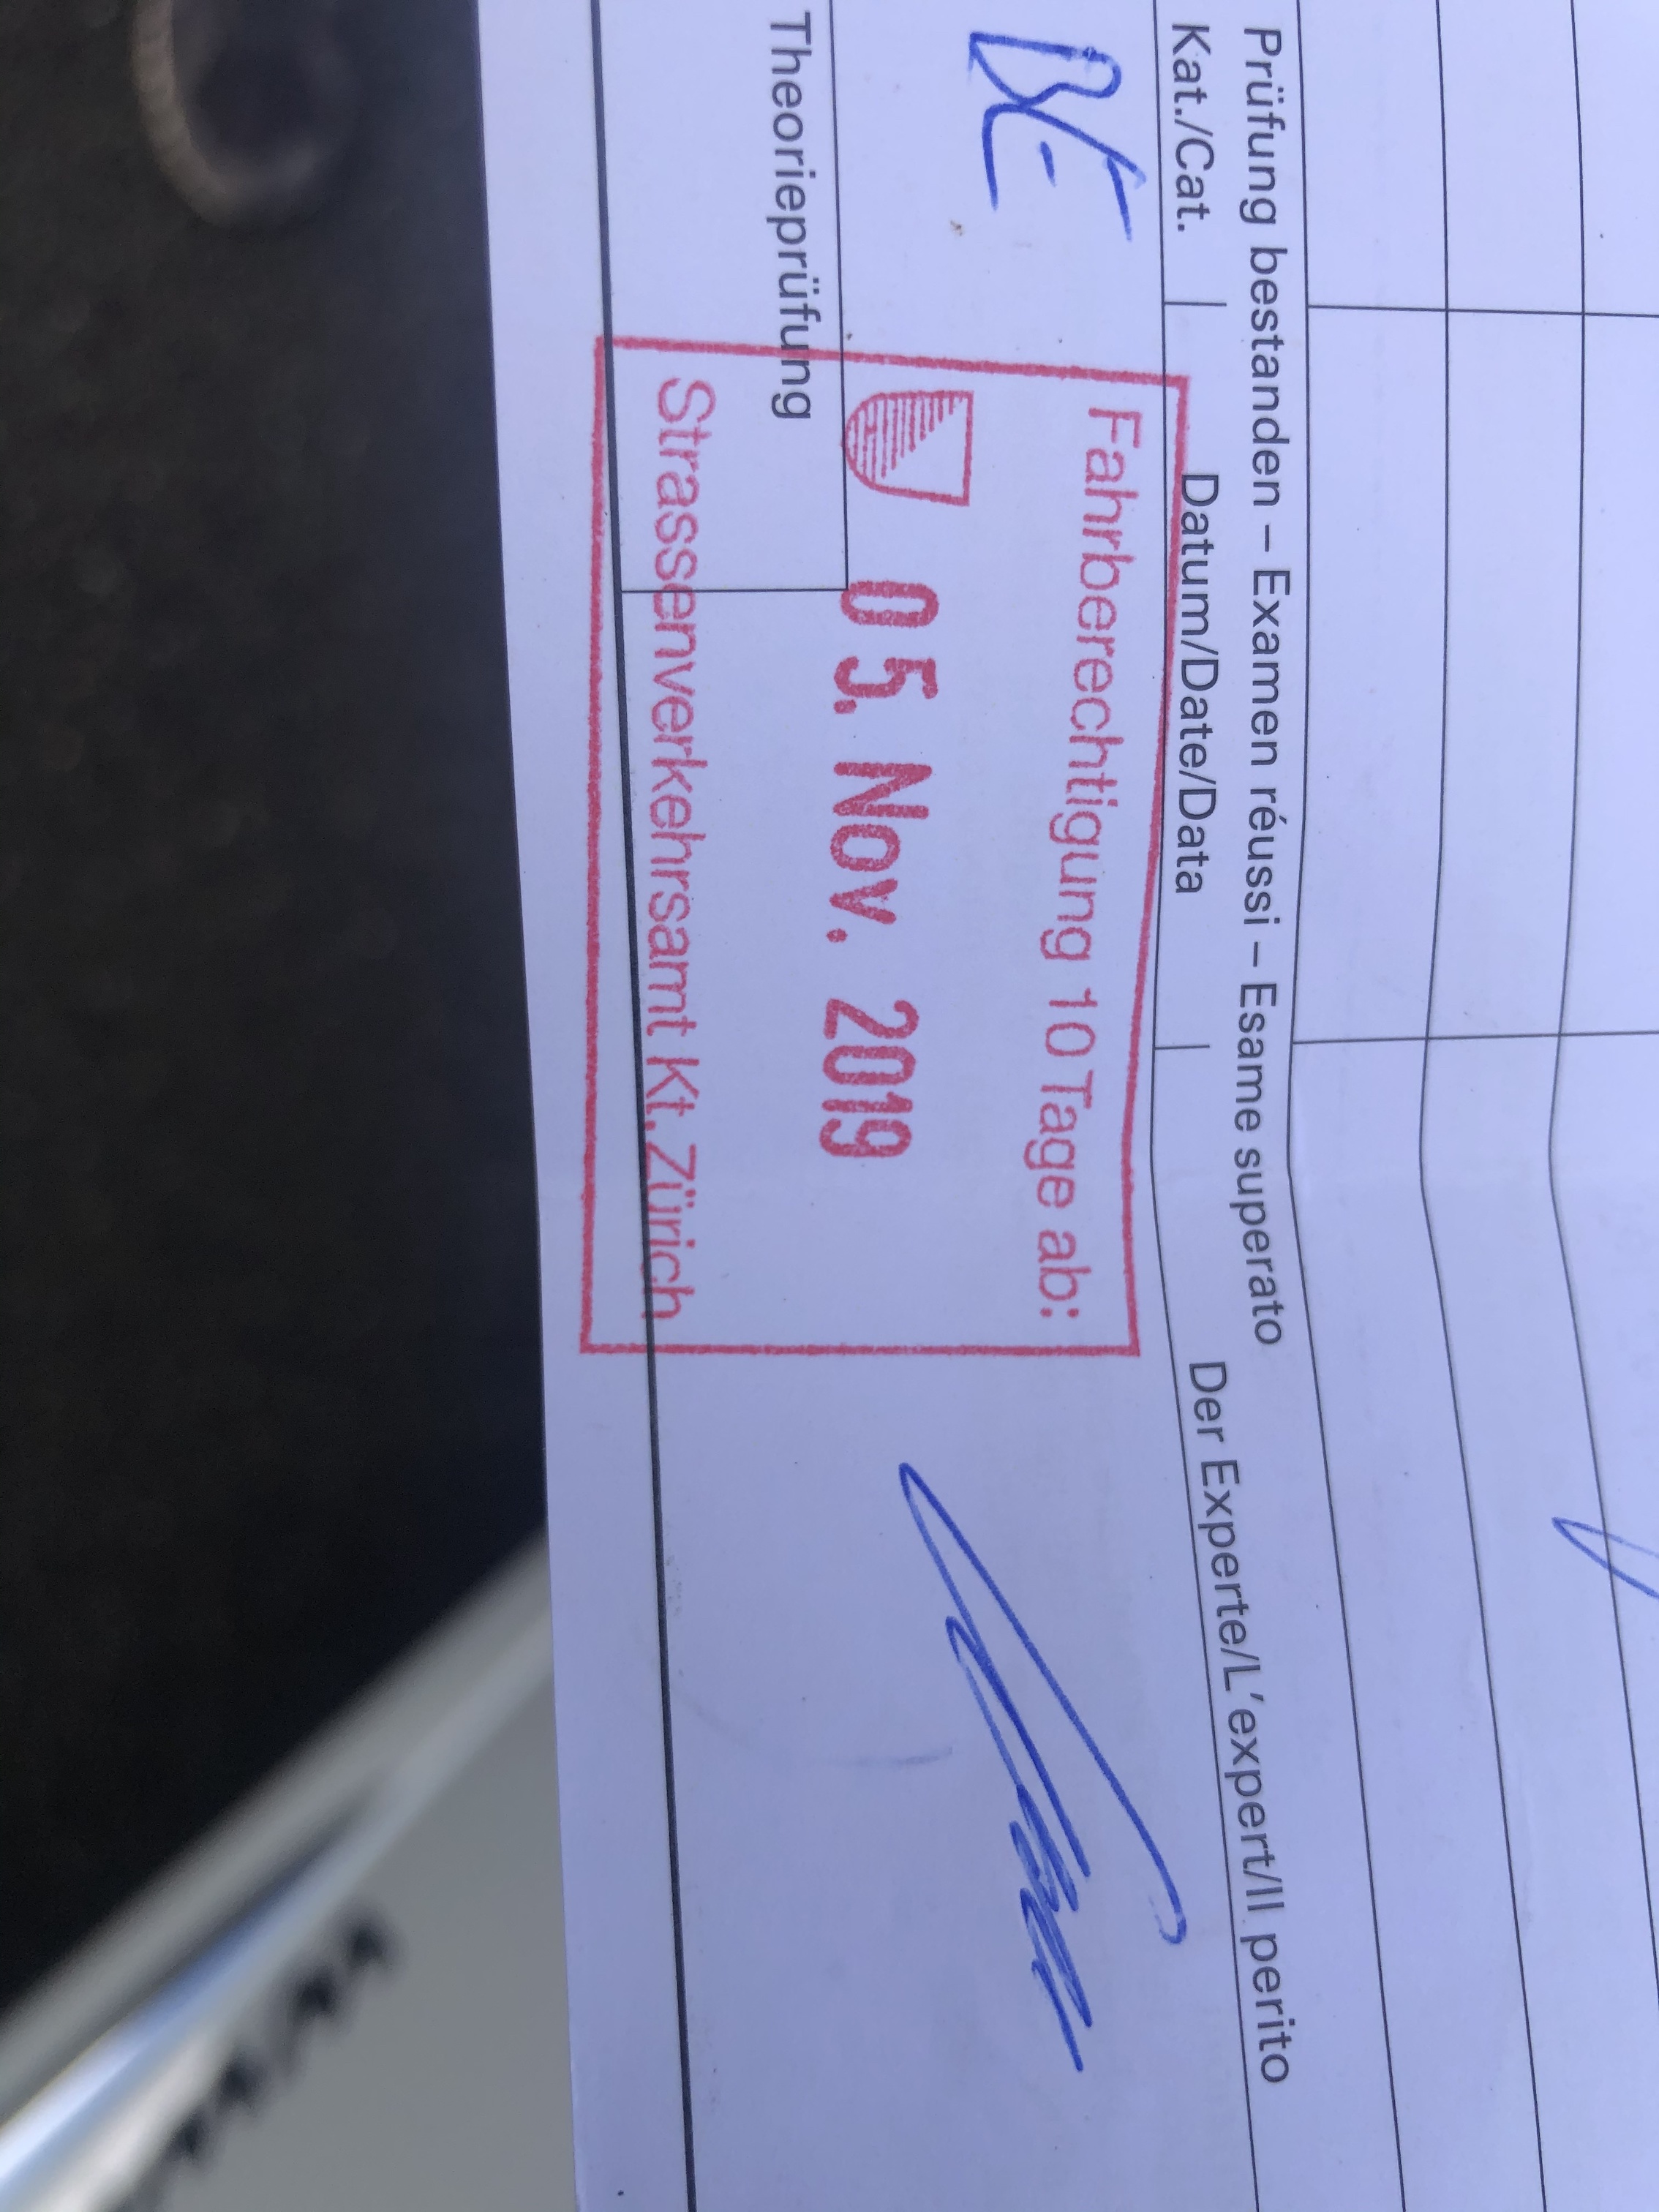 Prüfung bestanden – Examen réussi – Esame superato
Kat./Cat. Datum/Date/Data Der Experte/L'expert/Il perito
BE
Fahrberechtigung 10 Tage ab:
05. Nov. 2019
Theorieprüfung
Strassenverkehrsamt Kt. Zürich